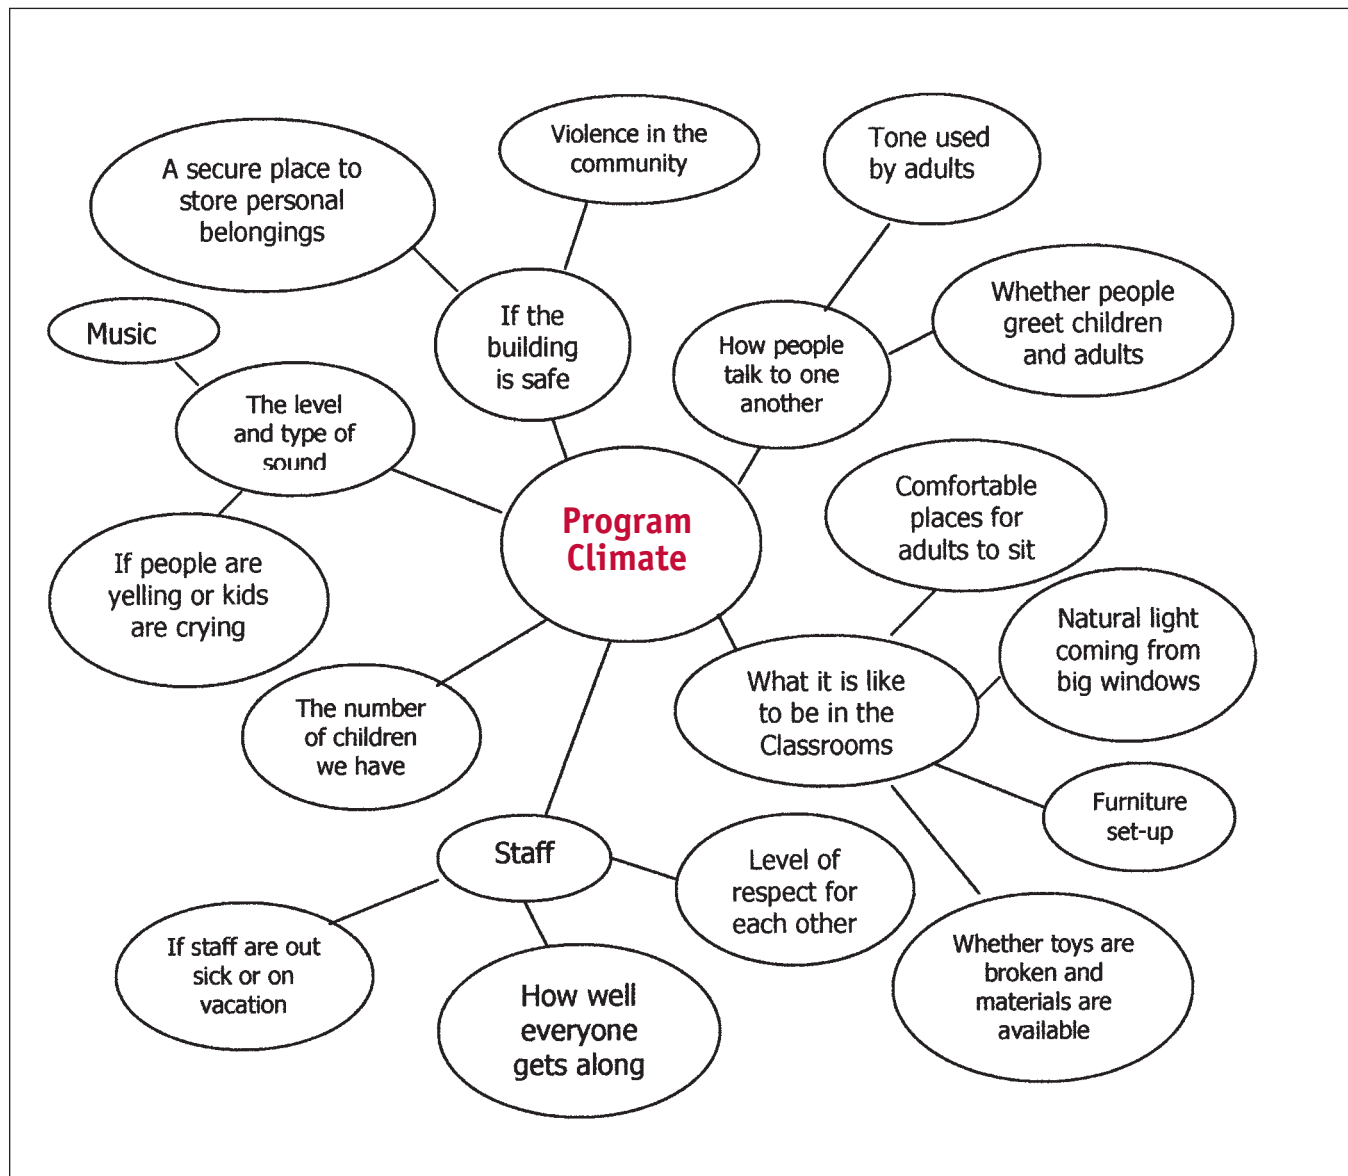 Violence in the
community
Tone used
by adults
A secure place to
store personal
belongings
Whether people
greet children
and adults
Music
If the
building
is safe
How people
talk to one
another
The level
and type of
sound
Comfortable
places for
adults to sit
Program
Climate
If people are
yelling or kids
are crying
Natural light
coming from
big windows
What it is like
to be in the
Classrooms
The number
of children
we have
Furniture
set-up
Staff
Level of
respect for
each other
If staff are out
sick or on
vacation
How well
everyone
gets along
Whether toys are
broken and
materials are
available